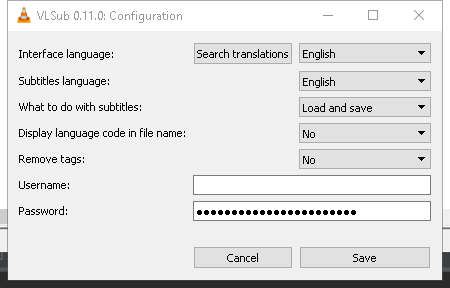 VLSub 0.11.0: Configuration
Interface language: Search translations English
Subtitles language: English
What to do with subtitles: Load and save
Display language code in file name: No
Remove tags: No
Username:
Password: ●●●●●●●●●●●●●●●●●●●●●●●
Cancel Save